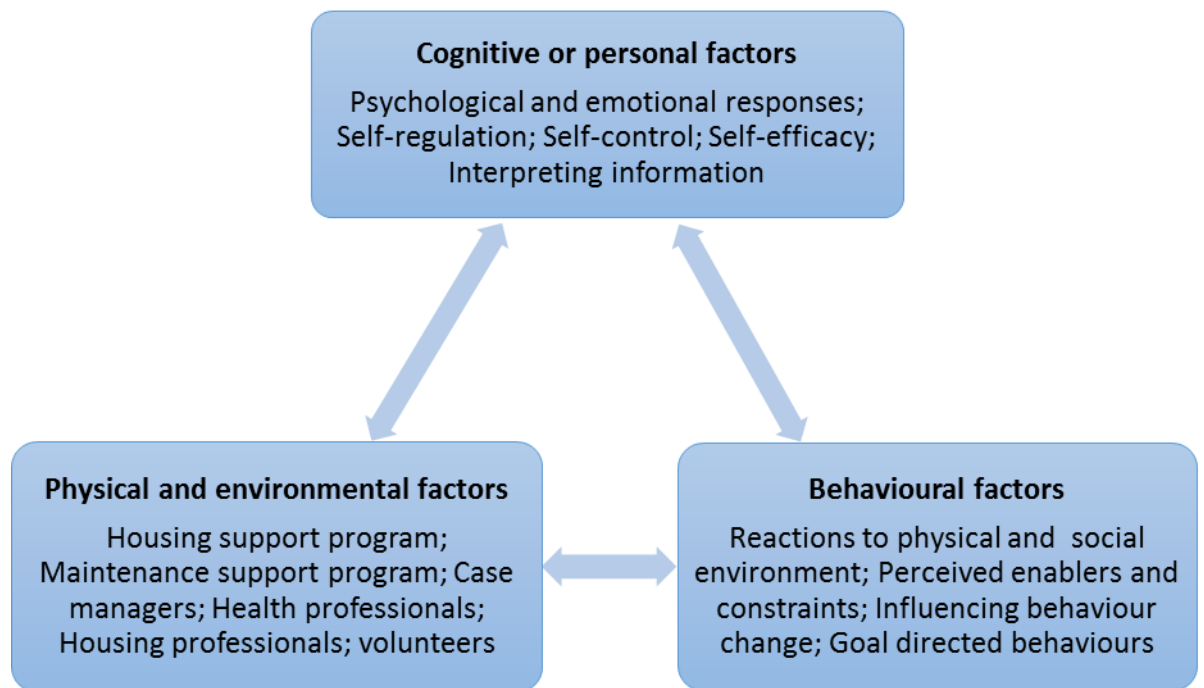 Cognitive or personal factors
Psychological and emotional responses;
Self-regulation; Self-control; Self-efficacy;
Interpreting information
Physical and environmental factors
Housing support program;
Maintenance support program; Case
managers; Health professionals;
Housing professionals; volunteers
Behavioural factors
Reactions to physical and  social
environment; Perceived enablers and
constraints; Influencing behaviour
change; Goal directed behaviours